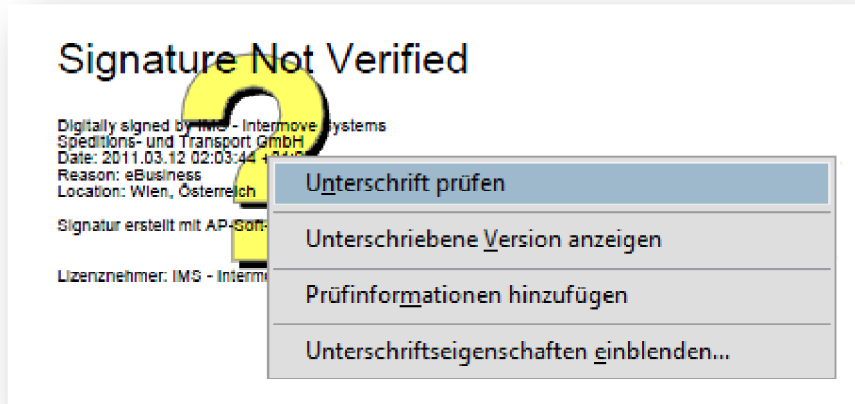 Signature Not Verified
Digitally signed by IMS - Intermove Systems
Speditions- und Transport GmbH
Date: 2011.03.12 02:03:44
Reason: eBusiness
Location: Wien, Österreich
Signatur erstellt mit AP-Soft-
Lizenznehmer: IMS -
Unterschrift prüfen
Unterschriebene Version anzeigen
Prüfinformationen hinzufügen
Unterschriftseigenschaften einblenden...